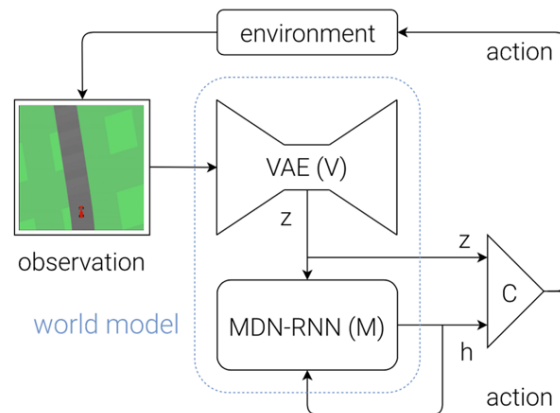 environment
action
VAE (V)
z
z
observation
C
world model
MDN-RNN (M)
h
action